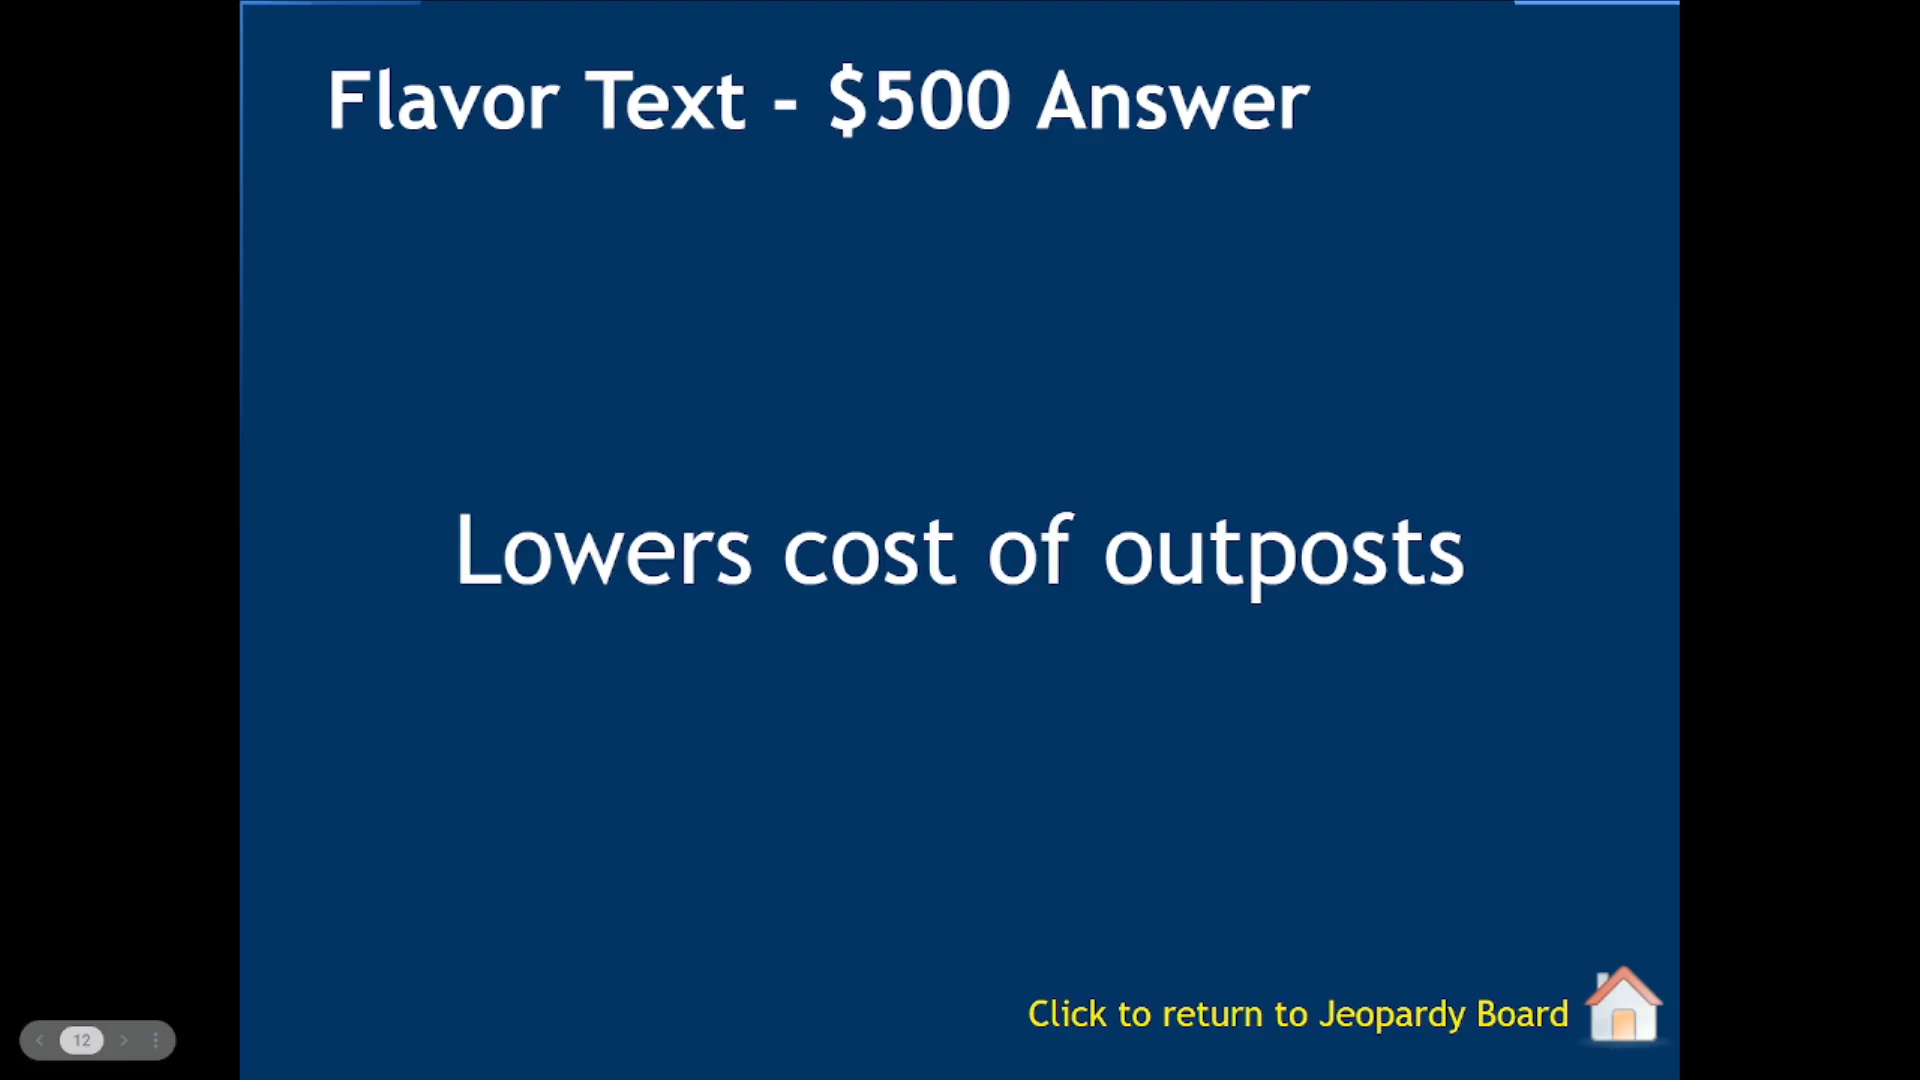 Flavor Text - $500 Answer
Lowers cost of outposts
Click to return to Jeopardy Board
12